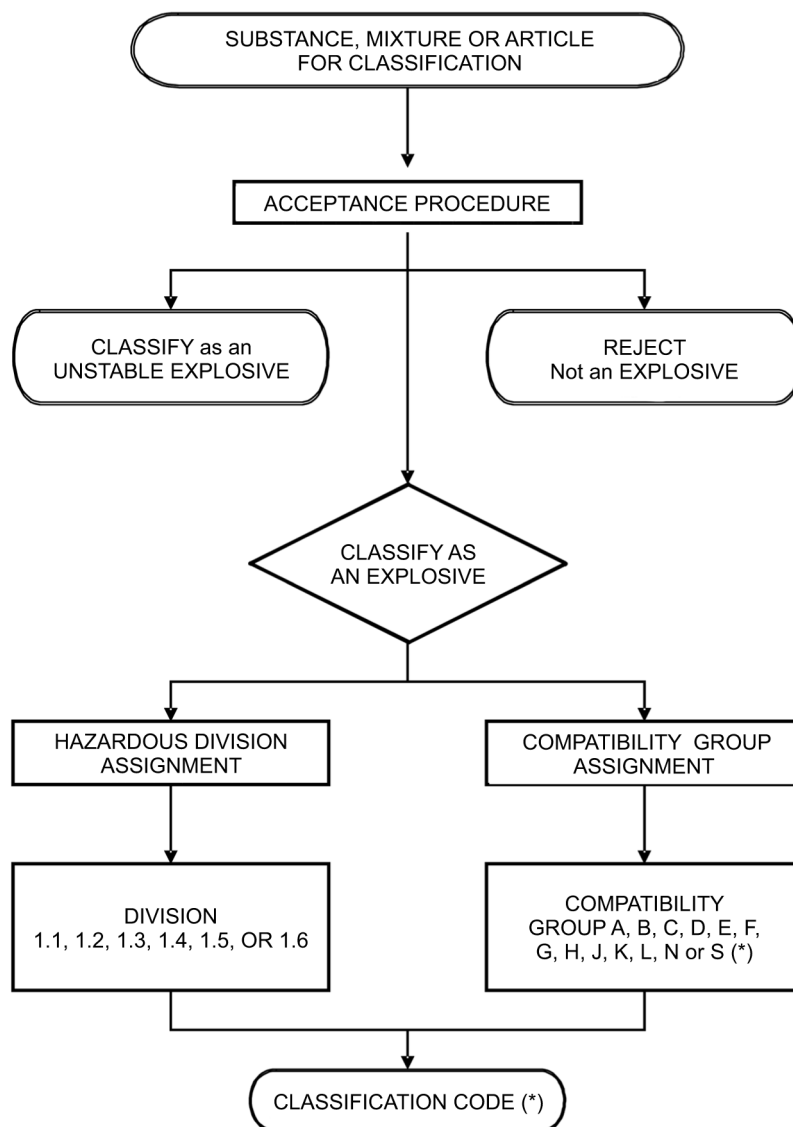 SUBSTANCE, MIXTURE OR ARTICLE
FOR CLASSIFICATION
ACCEPTANCE PROCEDURE
CLASSIFY as an
UNSTABLE EXPLOSIVE
REJECT
Not an EXPLOSIVE
CLASSIFY AS
AN EXPLOSIVE
HAZARDOUS DIVISION
ASSIGNMENT
COMPATIBILITY GROUP
ASSIGNMENT
DIVISION
1.1, 1.2, 1.3, 1.4, 1.5, OR 1.6
COMPATIBILITY
GROUP A, B, C, D, E, F,
G, H, J, K, L, N or S (*)
CLASSIFICATION CODE (*)